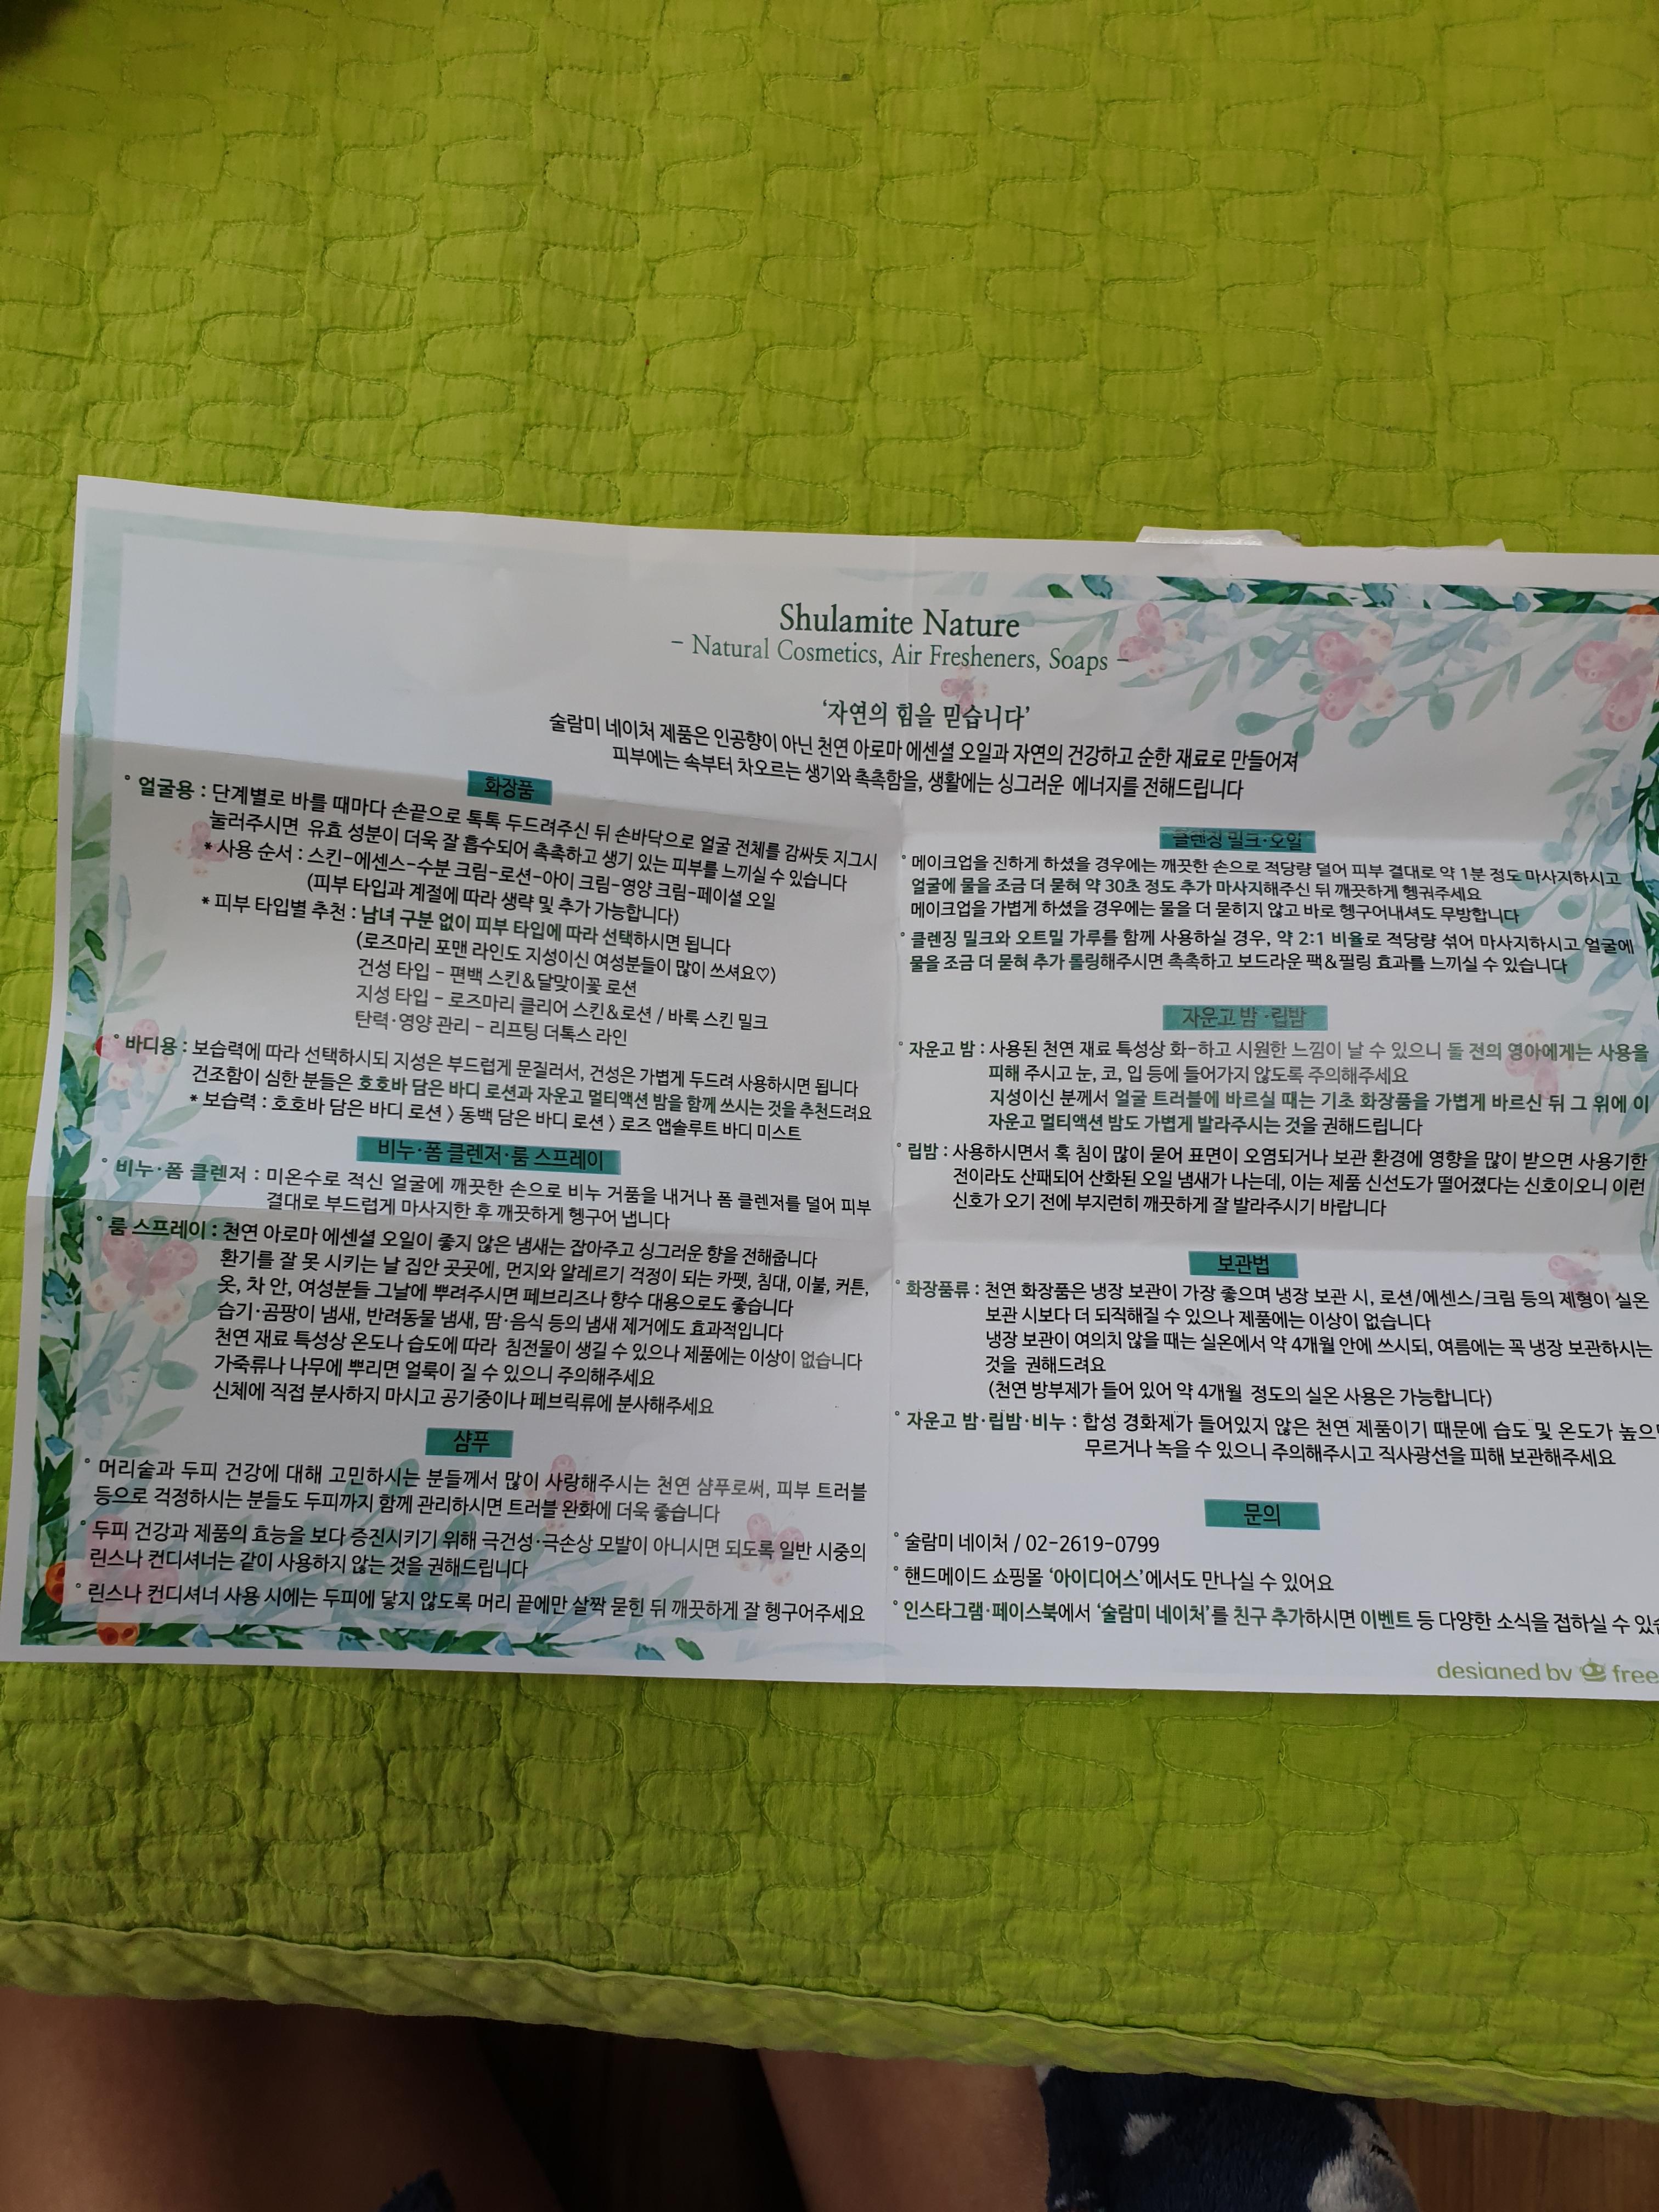 Shulamite Nature
- Natural Cosmetics, Air Fresheners, Soaps -
'자연의 힘을 믿습니다'
술람미 네이처 제품은 인공향이 아닌 천연 아로마 에센셜 오일과 자연의 건강하고 순한 재료로 만들어져
피부에는 속부터 차오르는 생기와 촉촉함을, 생활에는 싱그러운 에너지를 전해드립니다
화장품
° 얼굴용 : 단계별로 바를 때마다 손끝으로 톡톡 두드려주신 뒤 손바닥으로 얼굴 전체를 감싸듯 지그시
눌러주시면 유효 성분이 더욱 잘 흡수되어 촉촉하고 생기 있는 피부를 느끼실 수 있습니다
* 사용 순서 : 스킨-에센스-수분 크림-로션-아이 크림-영양 크림-페이셜 오일
(피부 타입과 계절에 따라 생략 및 추가 가능합니다)
* 피부 타입별 추천 : 남녀 구분 없이 피부 타입에 따라 선택하시면 됩니다
(로즈마리 포맨 라인도 지성이신 여성분들이 많이 쓰셔요♡)
건성 타입 - 편백 스킨&달맞이꽃 로션
지성 타입 - 로즈마리 클리어 스킨&로션 / 바쿡 스킨 밀크
탄력·영양 관리 - 리프팅 더톡스 라인
° 바디용 : 보습력에 따라 선택하시되 지성은 부드럽게 문질러서, 건성은 가볍게 두드려 사용하시면 됩니다
건조함이 심한 분들은 호호바 담은 바디 로션과 자운고 멀티액션 밤을 함께 쓰시는 것을 추천드려요
* 보습력 : 호호바 담은 바디 로션 > 동백 담은 바디 로션 > 로즈 앱솔루트 바디 미스트
비누·폼 클렌저·룸 스프레이
° 비누·폼 클렌저 : 미온수로 적신 얼굴에 깨끗한 손으로 비누 거품을 내거나 폼 클렌저를 덜어 피부
결대로 부드럽게 마사지한 후 깨끗하게 헹구어 냅니다
° 룸 스프레이 : 천연 아로마 에센셜 오일이 좋지 않은 냄새는 잡아주고 싱그러운 향을 전해줍니다
환기를 잘 못 시키는 날 집안 곳곳에, 먼지와 알레르기 걱정이 되는 카펫, 침대, 이불, 커튼,
옷, 차 안, 여성분들 그날에 뿌려주시면 페브리즈나 향수 대용으로도 좋습니다
습기·곰팡이 냄새, 반려동물 냄새, 땀·음식 등의 냄새 제거에도 효과적입니다
천연 재료 특성상 온도나 습도에 따라 침전물이 생길 수 있으나 제품에는 이상이 없습니다
가죽류나 나무에 뿌리면 얼룩이 질 수 있으니 주의해주세요
신체에 직접 분사하지 마시고 공기중이나 페브릭류에 분사해주세요
샴푸
° 머리숱과 두피 건강에 대해 고민하시는 분들께서 많이 사랑해주시는 천연 샴푸로써, 피부 트러블
등으로 걱정하시는 분들도 두피까지 함께 관리하시면 트러블 완화에 더욱 좋습니다
° 두피 건강과 제품의 효능을 보다 증진시키기 위해 극건성·극손상 모발이 아니시면 되도록 일반 시중의
린스나 컨디셔너는 같이 사용하지 않는 것을 권해드립니다
° 린스나 컨디셔너 사용 시에는 두피에 닿지 않도록 머리 끝에만 살짝 묻힌 뒤 깨끗하게 잘 헹구어주세요
클렌징 밀크·오일
° 메이크업을 진하게 하셨을 경우에는 깨끗한 손으로 적당량 덜어 피부 결대로 약 1분 정도 마사지하시고
얼굴에 물을 조금 더 묻혀 약 30초 정도 추가 마사지해주신 뒤 깨끗하게 헹궈주세요
메이크업을 가볍게 하셨을 경우에는 물을 더 묻히지 않고 바로 헹구어내셔도 무방합니다
° 클렌징 밀크와 오트밀 가루를 함께 사용하실 경우, 약 2:1 비율로 적당량 섞어 마사지하시고 얼굴에
물을 조금 더 묻혀 추가 롤링해주시면 촉촉하고 보드라운 팩&필링 효과를 느끼실 수 있습니다
자운고 밤·립밤
° 자운고 밤 : 사용된 천연 재료 특성상 화-하고 시원한 느낌이 날 수 있으니 돌 전의 영아에게는 사용을
피해 주시고 눈, 코, 입 등에 들어가지 않도록 주의해주세요
지성이신 분께서 얼굴 트러블에 바르실 때는 기초 화장품을 가볍게 바르신 뒤 그 위에 이
자운고 멀티액션 밤도 가볍게 발라주시는 것을 권해드립니다
° 립밤 : 사용하시면서 혹 침이 많이 묻어 표면이 오염되거나 보관 환경에 영향을 많이 받으면 사용기한
전이라도 산패되어 산화된 오일 냄새가 나는데, 이는 제품 신선도가 떨어졌다는 신호이오니 이런
신호가 오기 전에 부지런히 깨끗하게 잘 발라주시기 바랍니다
보관법
° 화장품류 : 천연 화장품은 냉장 보관이 가장 좋으며 냉장 보관 시, 로션/에센스/크림 등의 제형이 실온
보관 시보다 더 되직해질 수 있으나 제품에는 이상이 없습니다
냉장 보관이 여의치 않을 때는 실온에서 약 4개월 안에 쓰시되, 여름에는 꼭 냉장 보관하시는
것을 권해드려요
(천연 방부제가 들어 있어 약 4개월 정도의 실온 사용은 가능합니다)
° 자운고 밤·립밤·비누 : 합성 경화제가 들어있지 않은 천연 제품이기 때문에 습도 및 온도가 높으
무르거나 녹을 수 있으니 주의해주시고 직사광선을 피해 보관해주세요
문의
° 술람미 네이처 / 02-2619-0799
° 핸드메이드 쇼핑몰 '아이디어스'에서도 만나실 수 있어요
° 인스타그램·페이스북에서 '술람미 네이처'를 친구 추가하시면 이벤트 등 다양한 소식을 접하실 수 있
designed by free